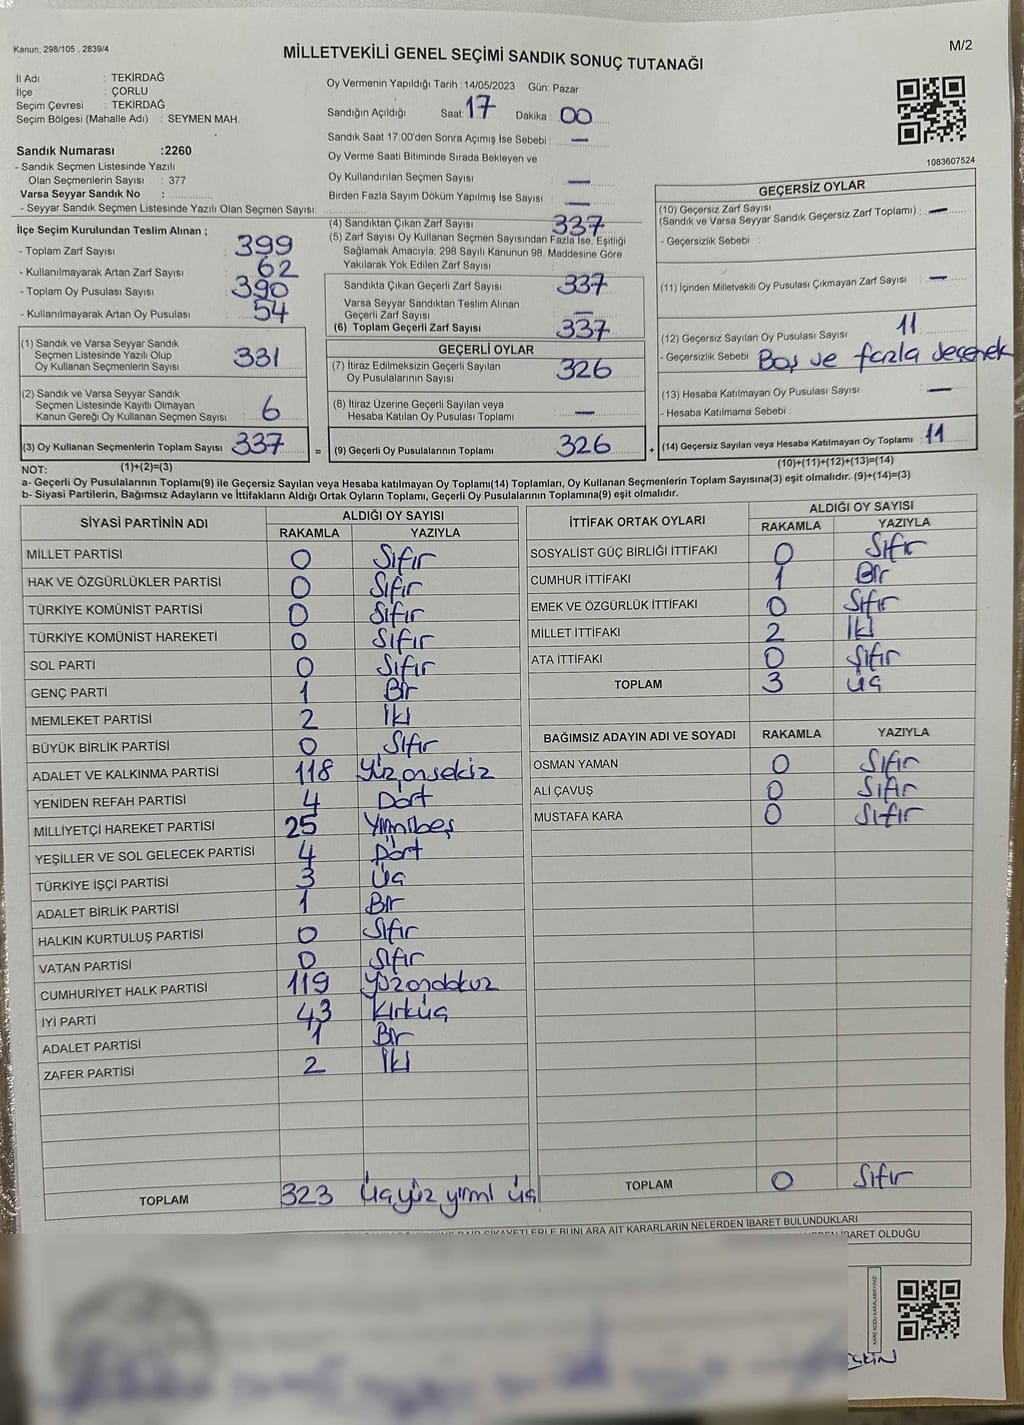 Kanun: 298/105 , 2839/4
MİLLETVEKİLİ GENEL SEÇİMİ SANDIK SONUÇ TUTANAĞI
M/2
İl Adı : TEKİRDAĞ
İlçe : ÇORLU
Seçim Çevresi : TEKİRDAĞ
Seçim Bölgesi (Mahalle Adı) : SEYMEN MAH.
Sandık Numarası :2260
- Sandık Seçmen Listesinde Yazılı
Olan Seçmenlerin Sayısı : 377
Varsa Seyyar Sandık No :
- Seyyar Sandık Seçmen Listesinde Yazılı Olan Seçmen Sayısı:
İlçe Seçim Kurulundan Teslim Alınan ;
- Toplam Zarf Sayısı : 399
- Kullanılmayarak Artan Zarf Sayısı : 62
- Toplam Oy Pusulası Sayısı : 390
- Kullanılmayarak Artan Oy Pusulası : 54
(1) Sandık ve Varsa Seyyar Sandık
Seçmen Listesinde Yazılı Olup
Oy Kullanan Seçmenlerin Sayısı 331
(2) Sandık ve Varsa Seyyar Sandık
Seçmen Listesinde Kayıtlı Olmayan
Kanun Gereği Oy Kullanan Seçmen Sayısı 6
(3) Oy Kullanan Seçmenlerin Toplam Sayısı 337 =
(1)+(2)=(3)
Oy Vermenin Yapıldığı Tarih :14/05/2023 Gün: Pazar
Sandığın Açıldığı Saat: 17 Dakika : 00
Sandık Saat 17:00'den Sonra Açımış İse Sebebi : —
Oy Verme Saati Bitiminde Sırada Bekleyen ve
Oy Kullandırılan Seçmen Sayısı —
Birden Fazla Sayım Döküm Yapılmış İse Sayısı —
(4) Sandıktan Çıkan Zarf Sayısı 337
(5) Zarf Sayısı Oy Kullanan Seçmen Sayısından Fazla İse, Eşitliği
Sağlamak Amacıyla, 298 Sayılı Kanunun 98. Maddesine Göre
Yakılarak Yok Edilen Zarf Sayısı
Sandıkta Çıkan Geçerli Zarf Sayısı 337
Varsa Seyyar Sandıktan Teslim Alınan
Geçerli Zarf Sayısı —
(6) Toplam Geçerli Zarf Sayısı 337
GEÇERLİ OYLAR
(7) İtiraz Edilmeksizin Geçerli Sayılan
Oy Pusulalarının Sayısı 326
(8) İtiraz Üzerine Geçerli Sayılan veya
Hesaba Katılan Oy Pusulası Toplamı —
(9) Geçerli Oy Pusulalarının Toplamı 326 +
1083607524
GEÇERSİZ OYLAR
(10) Geçersiz Zarf Sayısı
(Sandık ve Varsa Seyyar Sandık Geçersiz Zarf Toplamı) : —
- Geçersizlik Sebebi :
(11) İçinden Milletvekili Oy Pusulası Çıkmayan Zarf Sayısı : —
(12) Geçersiz Sayılan Oy Pusulası Sayısı 11
- Geçersizlik Sebebi Boş ve fazla seçenek
(13) Hesaba Katılmayan Oy Pusulası Sayısı —
- Hesaba Katılmama Sebebi :
(14) Geçersiz Sayılan veya Hesaba Katılmayan Oy Toplamı : 11
(10)+(11)+(12)+(13)=(14)
NOT:
a- Geçerli Oy Pusulalarının Toplamı(9) ile Geçersiz Sayılan veya Hesaba katılmayan Oy Toplamı(14) Toplamları, Oy Kullanan Seçmenlerin Toplam Sayısına(3) eşit olmalıdır. (9)+(14)=(3)
b- Siyasi Partilerin, Bağımsız Adayların ve İttifakların Aldığı Ortak Oyların Toplamı, Geçerli Oy Pusulalarının Toplamına(9) eşit olmalıdır.
SİYASİ PARTİNİN ADI ALDIĞI OY SAYISI
RAKAMLA YAZIYLA
MİLLET PARTİSİ 0 Sıfır
HAK VE ÖZGÜRLÜKLER PARTİSİ 0 Sıfır
TÜRKİYE KOMÜNİST PARTİSİ 0 Sıfır
TÜRKİYE KOMÜNİST HAREKETİ 0 Sıfır
SOL PARTİ 0 Sıfır
GENÇ PARTİ 1 Bir
MEMLEKET PARTİSİ 2 İki
BÜYÜK BİRLİK PARTİSİ 0 Sıfır
ADALET VE KALKINMA PARTİSİ 118 Yüzonsekiz
YENİDEN REFAH PARTİSİ 4 Dört
MİLLİYETÇİ HAREKET PARTİSİ 25 Yirmibeş
YEŞİLLER VE SOL GELECEK PARTİSİ 4 Dört
TÜRKİYE İŞÇİ PARTİSİ 3 Üç
ADALET BİRLİK PARTİSİ 1 Bir
HALKIN KURTULUŞ PARTİSİ 0 Sıfır
VATAN PARTİSİ 0 Sıfır
CUMHURİYET HALK PARTİSİ 119 Yüzondokuz
İYİ PARTİ 43 Kırküç
ADALET PARTİSİ 1 Bir
ZAFER PARTİSİ 2 İki
TOPLAM 323 Üçyüz yirmi üç
İTTİFAK ORTAK OYLARI ALDIĞI OY SAYISI
RAKAMLA YAZIYLA
SOSYALİST GÜÇ BİRLİĞİ İTTİFAKI 0 Sıfır
CUMHUR İTTİFAKI 1 Bir
EMEK VE ÖZGÜRLÜK İTTİFAKI 0 Sıfır
MİLLET İTTİFAKI 2 İki
ATA İTTİFAKI 0 Sıfır
TOPLAM 3 Üç
BAĞIMSIZ ADAYIN ADI VE SOYADI RAKAMLA YAZIYLA
OSMAN YAMAN 0 Sıfır
ALİ ÇAVUŞ 0 Sıfır
MUSTAFA KARA 0 Sıfır
TOPLAM 0 Sıfır
ŞİKAYETLERLE BUNLARA AİT KARARLARIN NELERDEN İBARET BULUNDUKLARI
İBARET OLDUĞU
KARE KODU KARALAMAYINIZ!